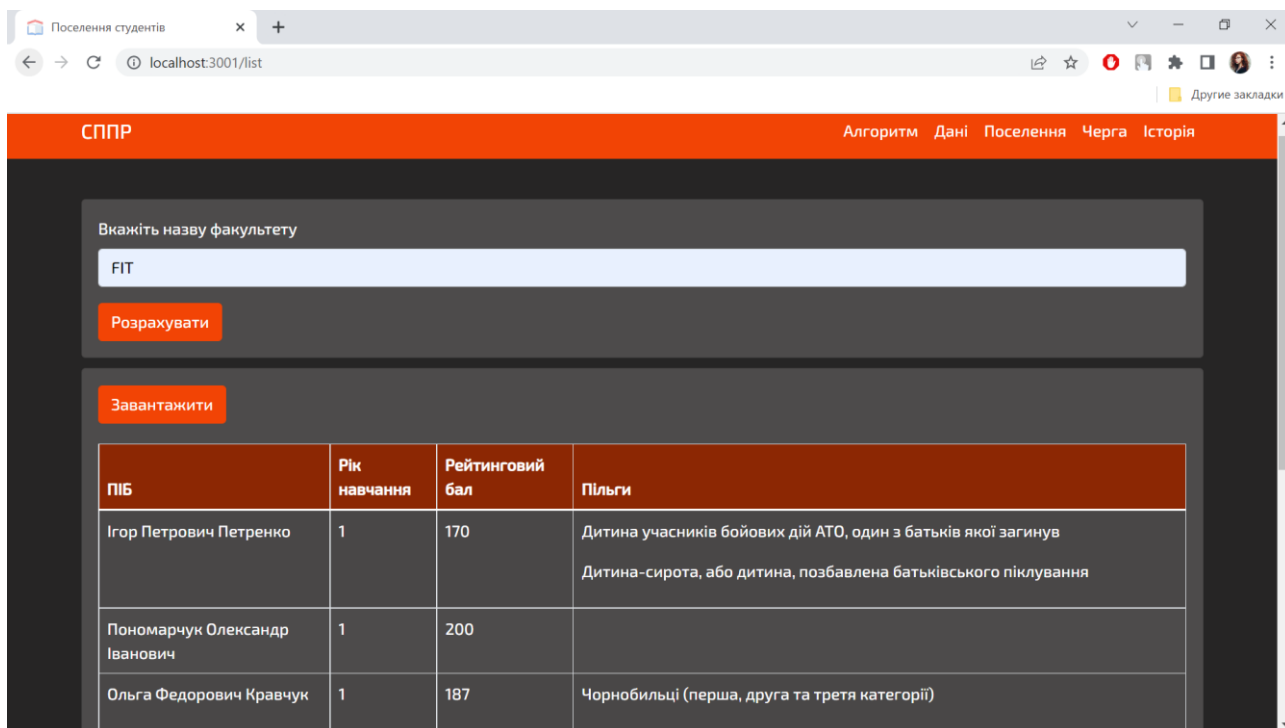 Поселення студентів
localhost:3001/list
Другие закладки
СППР
Алгоритм Дані Поселення Черга Історія
Вкажіть назву факультету
FIT
Розрахувати
Завантажити
ПІБ
Рік
навчання
Рейтинговий
бал
Пільги
Ігор Петрович Петренко
1
170
Дитина учасників бойових дій АТО, один з батьків якої загинув
Дитина-сирота, або дитина, позбавлена батьківського піклування
Пономарчук Олександр
Іванович
1
200
Ольга Федорович Кравчук
1
187
Чорнобильці (перша, друга та третя категорії)